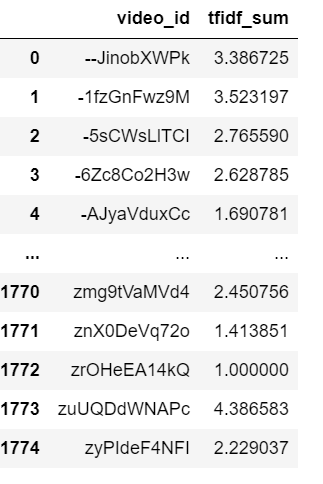 video_id tfidf_sum
0 --JinobXWPk 3.386725
1 -1fzGnFwz9M 3.523197
2 -5sCWsLlTCI 2.765590
3 -6Zc8Co2H3w 2.628785
4 -AJyaVduxCc 1.690781
... ... ...
1770 zmg9tVaMVd4 2.450756
1771 znX0DeVq72o 1.413851
1772 zrOHeEA14kQ 1.000000
1773 zuUQDdWNAPc 4.386583
1774 zyPIdeF4NFI 2.229037